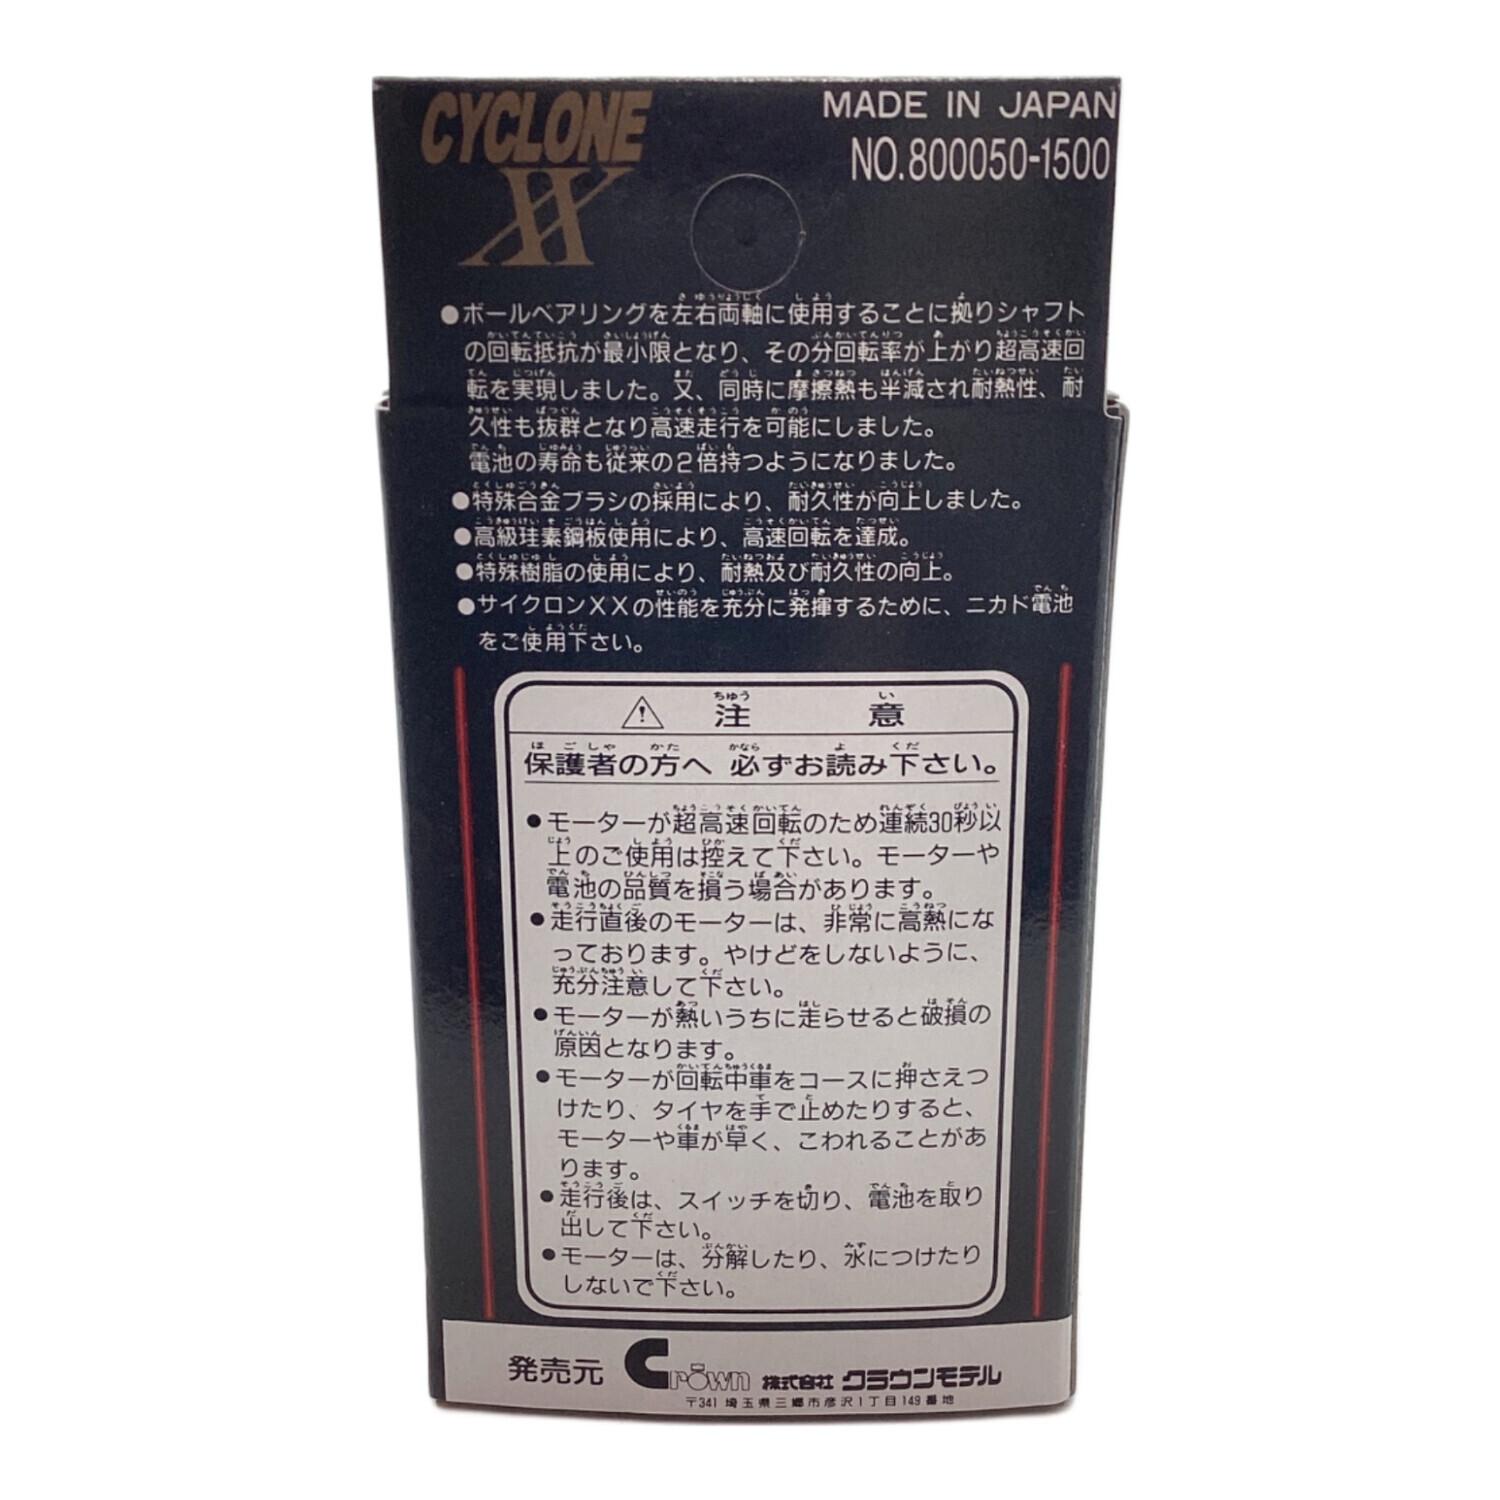 CYCLONE
XX
MADE IN JAPAN
NO.800050-1500
●ボールベアリングを左右両軸に使用することに拠りシャフト
の回転抵抗が最小限となり、その分回転率が上がり超高速回
転を実現しました。又、同時に摩擦熱も半減され耐熱性、耐
久性も抜群となり高速走行を可能にしました。
電池の寿命も従来の2倍持つようになりました。
●特殊合金ブラシの採用により、耐久性が向上しました。
●高級珪素鋼板使用により、高速回転を達成。
●特殊樹脂の使用により、耐熱及び耐久性の向上。
●サイクロンXXの性能を充分に発揮するために、ニカド電池
をご使用下さい。
注意
保護者の方へ 必ずお読み下さい。
●モーターが超高速回転のため連続30秒以
上のご使用は控えて下さい。モーターや
電池の品質を損う場合があります。
●走行直後のモーターは、非常に高熱にな
っております。やけどをしないように、
充分注意して下さい。
●モーターが熱いうちに走らせると破損の
原因となります。
●モーターが回転中車をコースに押さえつ
けたり、タイヤを手で止めたりすると、
モーターや車が早く、こわれることがあ
ります。
●走行後は、スイッチを切り、電池を取り
出して下さい。
●モーターは、分解したり、水につけたり
しないで下さい。
発売元 Crown 株式会社 クラウンモデル
〒341 埼玉県三郷市彦沢1丁目149番地